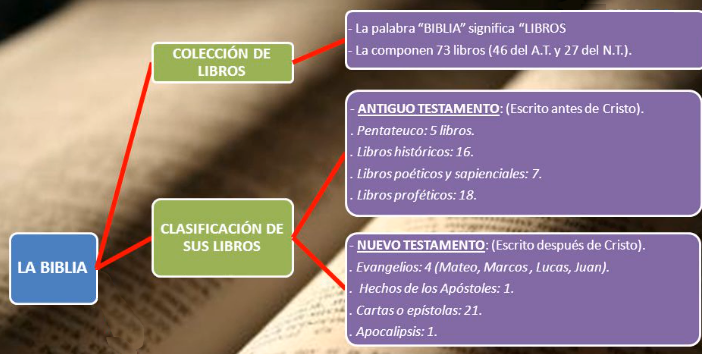 LA BIBLIA
COLECCIÓN DE
LIBROS
- La palabra "BIBLIA" significa "LIBROS
- La componen 73 libros (46 del A.T. y 27 del N.T.).
CLASIFICACIÓN DE
SUS LIBROS
- ANTIGUO TESTAMENTO: (Escrito antes de Cristo).
. Pentateuco: 5 libros.
. Libros históricos: 16.
. Libros poéticos y sapienciales: 7.
. Libros proféticos: 18.
- NUEVO TESTAMENTO: (Escrito después de Cristo).
. Evangelios: 4 (Mateo, Marcos, Lucas, Juan).
. Hechos de los Apóstoles: 1.
. Cartas o epístolas: 21.
. Apocalipsis: 1.